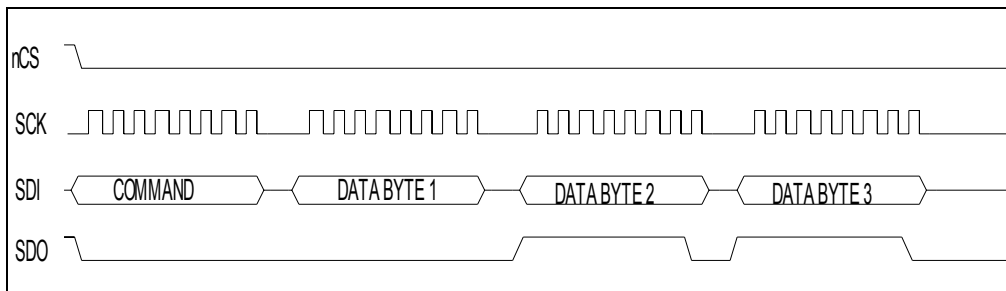 nCS
SCK
SDI COMMAND DATA BYTE 1 DATA BYTE 2 DATA BYTE 3
SDO